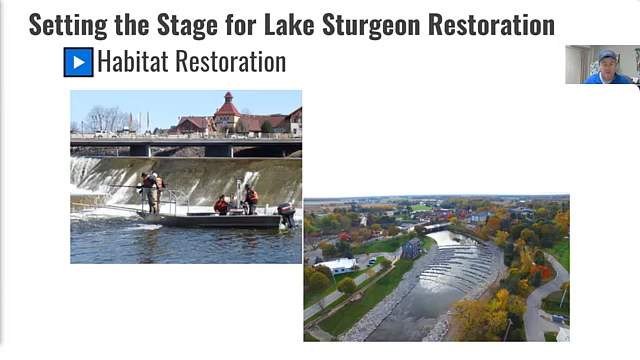 Setting the Stage for Lake Sturgeon Restoration
Habitat Restoration